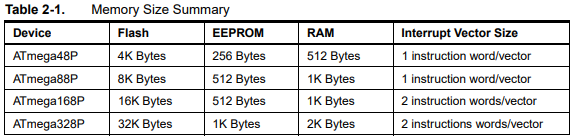 Table 2-1. Memory Size Summary
Device Flash EEPROM RAM Interrupt Vector Size
ATmega48P 4K Bytes 256 Bytes 512 Bytes 1 instruction word/vector
ATmega88P 8K Bytes 512 Bytes 1K Bytes 1 instruction word/vector
ATmega168P 16K Bytes 512 Bytes 1K Bytes 2 instruction words/vector
ATmega328P 32K Bytes 1K Bytes 2K Bytes 2 instructions words/vector